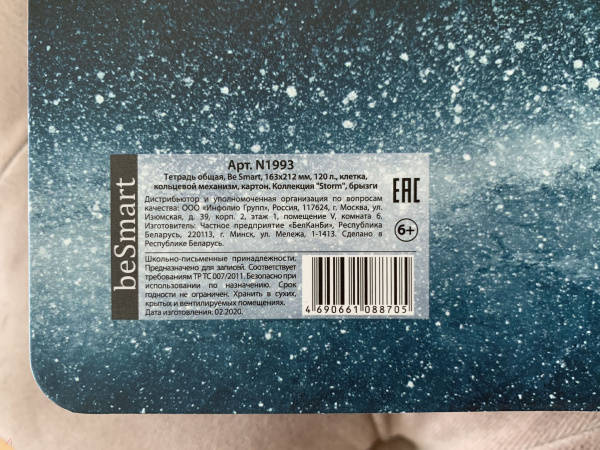 beSmart
Арт. N1993
Тетрадь общая, Be Smart, 163х212 мм, 120 л., клетка,
кольцевой механизм, картон. Коллекция "Storm", брызги
Дистрибьютор и уполномоченная организация по вопросам
качества: ООО «Инфолио Групп», Россия, 117624, г. Москва, ул.
Изюмская, д. 39, корп. 2, этаж 1, помещение V, комната 6.
Изготовитель: Частное предприятие «БелКанБи», Республика
Беларусь, 220113, г. Минск, ул. Мележа, 1-1413. Сделано в
Республике Беларусь.
EAC
6+
Школьно-письменные принадлежности.
Предназначено для записей. Соответствует
требованиям ТР ТС 007/2011. Безопасно при
использовании по назначению. Срок
годности не ограничен. Хранить в сухих,
крытых и вентилируемых помещениях.
Дата изготовления: 02.2020.
4 690661 088705